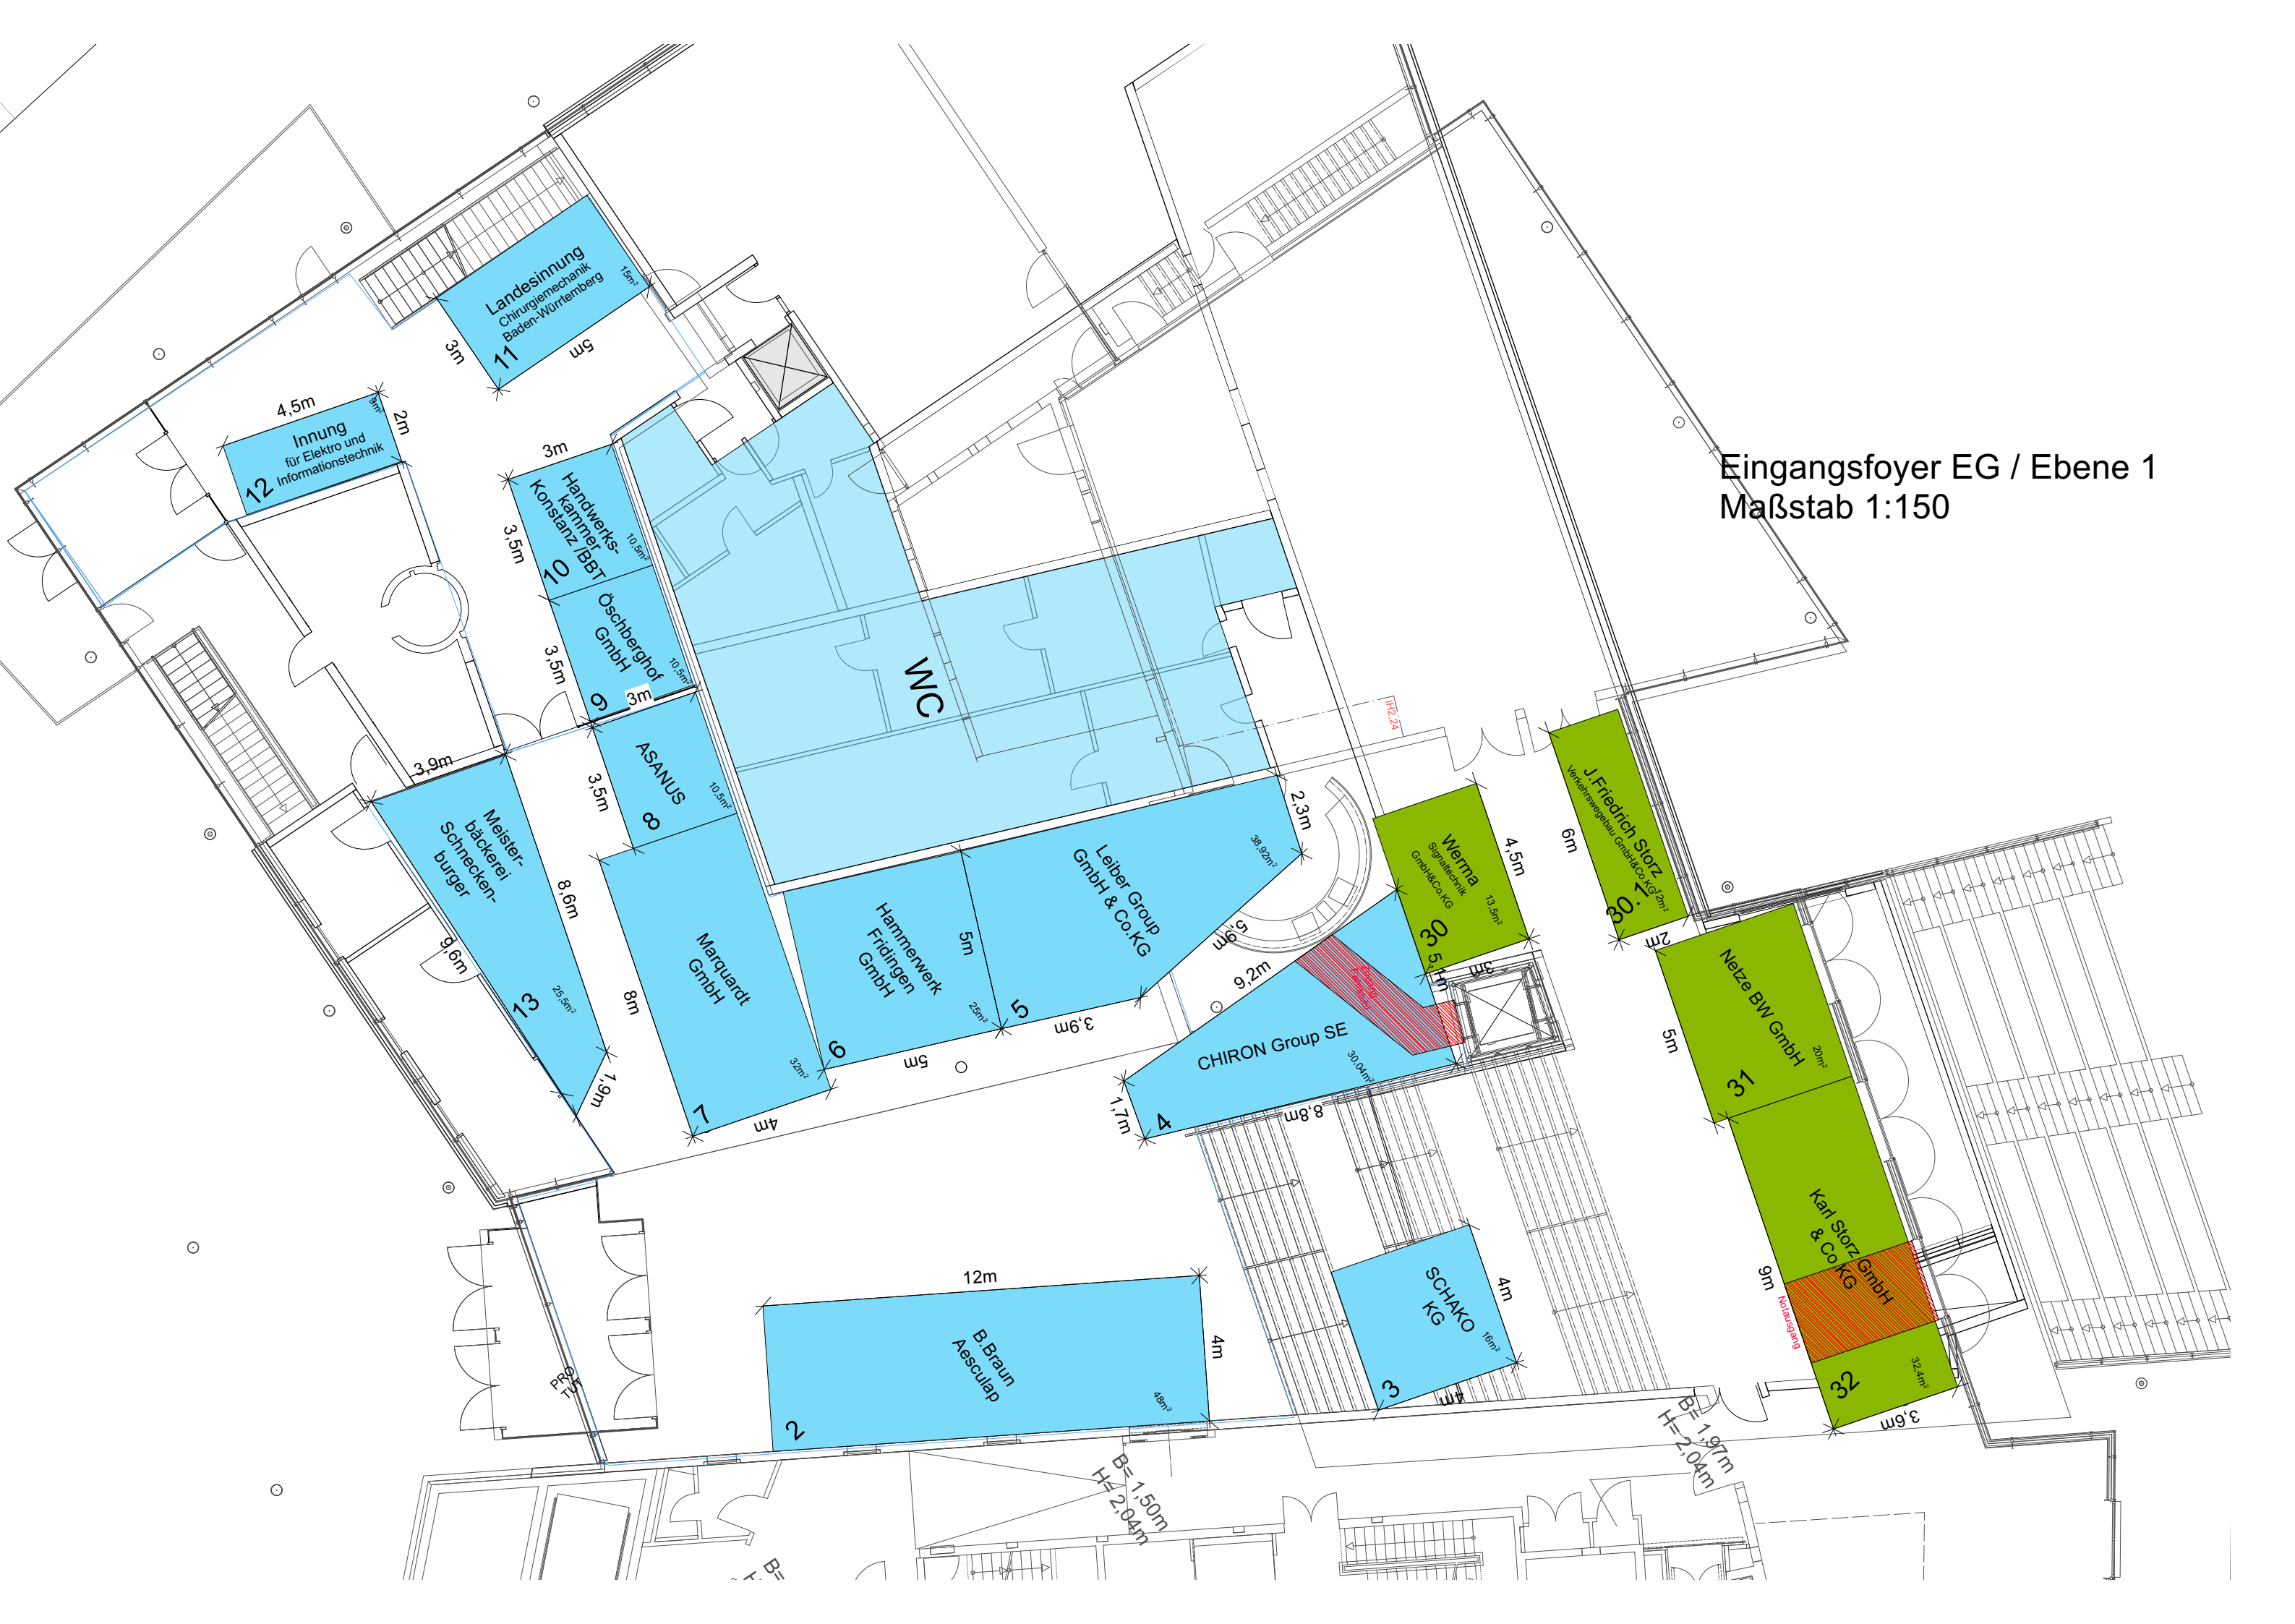 Eingangsfoyer EG / Ebene 1
Maßstab 1:150
Landesinnung
Chirurgiemechanik
Baden-Württemberg
15m²
11
3m
5m
4,5m
9m²
2m
Innung
für Elektro und
Informationstechnik
12
3m
Handwerks-
kammer
Konstanz /BBT
10,5m²
10
3,5m
Öschberghof
GmbH
10,5m²
9
3,5m
3m
ASANUS
10,5m²
8
3,5m
WC
IH2.24
3,9m
Meister-
bäckerei
Schnecken-
burger
8,6m
9,6m
25,5m²
13
1,9m
Marquardt
GmbH
8m
32m²
7
4m
Hammerwerk
Fridingen
GmbH
5m
25m²
6
5m
Leiber Group
GmbH & Co.KG
38,92m²
2,3m
5,9m
5
3,9m
Werma
Signaltechnik
GmbH&Co.KG
13,5m²
4,5m
30
3m
5,1m
J.Friedrich Storz
Verkehrswegebau GmbH&Co.KG
12m²
6m
30.1
2m
9,2m
CHIRON Group SE
30,04m²
1,7m
4
8,8m
Netze BW GmbH
20m²
5m
31
Karl Storz GmbH
& Co KG
9m
Notausgang
32,4m²
32
3,6m
SCHAKO
KG
4m
16m²
3
4m
12m
B.Braun
Aesculap
4m
48m²
2
B= 1,50m
H= 2,04m
B= 1,97m
H= 2,04m
B=